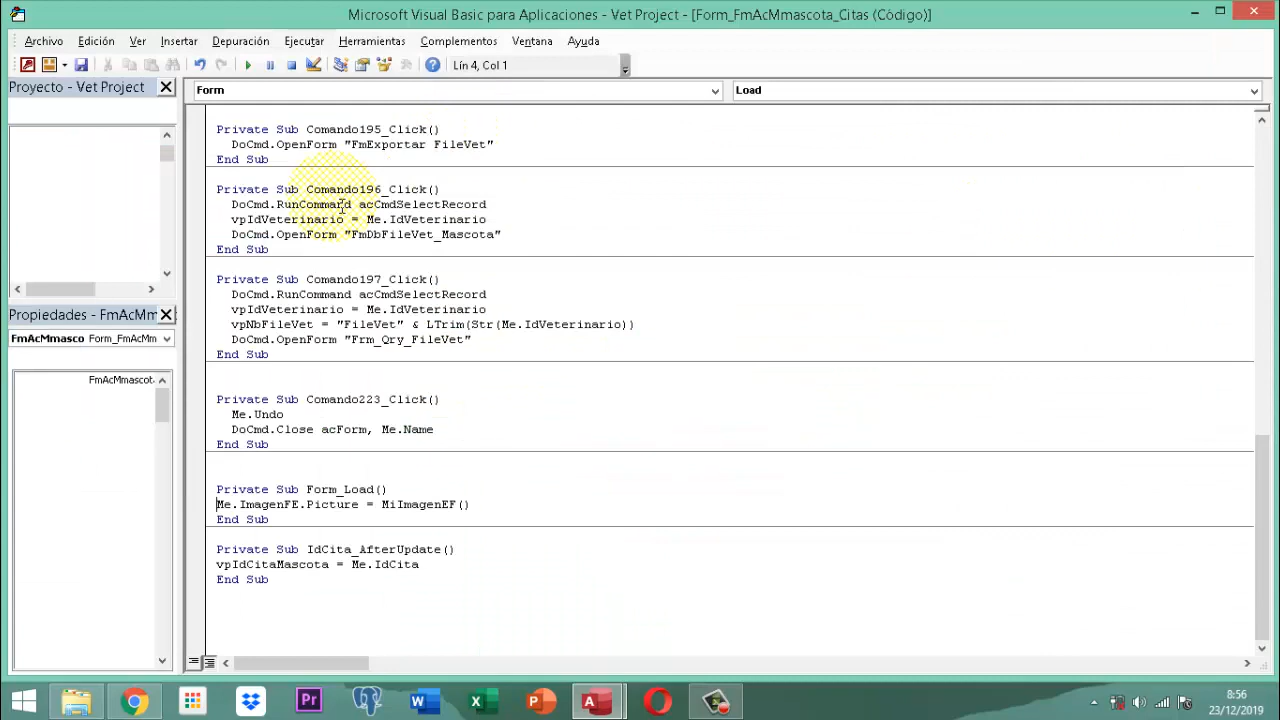 Microsoft Visual Basic para Aplicaciones - Vet Project - [Form_FmAcMmascota_Citas (Código)]
Archivo Edición Ver Insertar Depuración Ejecutar Herramientas Complementos Ventana Ayuda
Lín 4, Col 1
Proyecto - Vet Project
Form Load
Private Sub Comando195_Click()
DoCmd.OpenForm "FmExportar FileVet"
End Sub
Private Sub Comando196_Click()
DoCmd.RunCommand acCmdSelectRecord
vpIdVeterinario = Me.IdVeterinario
DoCmd.OpenForm "FmDbFileVet_Mascota"
End Sub
Private Sub Comando197_Click()
DoCmd.RunCommand acCmdSelectRecord
vpIdVeterinario = Me.IdVeterinario
vpNbFileVet = "FileVet" & LTrim(Str(Me.IdVeterinario))
DoCmd.OpenForm "Frm_Qry_FileVet"
End Sub
Propiedades - FmAcMm
FmAcMmasco Form_FmAcMm
FmAcMmascot
Private Sub Comando223_Click()
Me.Undo
DoCmd.Close acForm, Me.Name
End Sub
Private Sub Form_Load()
Me.ImagenFE.Picture = MiImagenEF()
End Sub
Private Sub IdCita_AfterUpdate()
vpIdCitaMascota = Me.IdCita
End Sub
Pr
8:56
23/12/2019